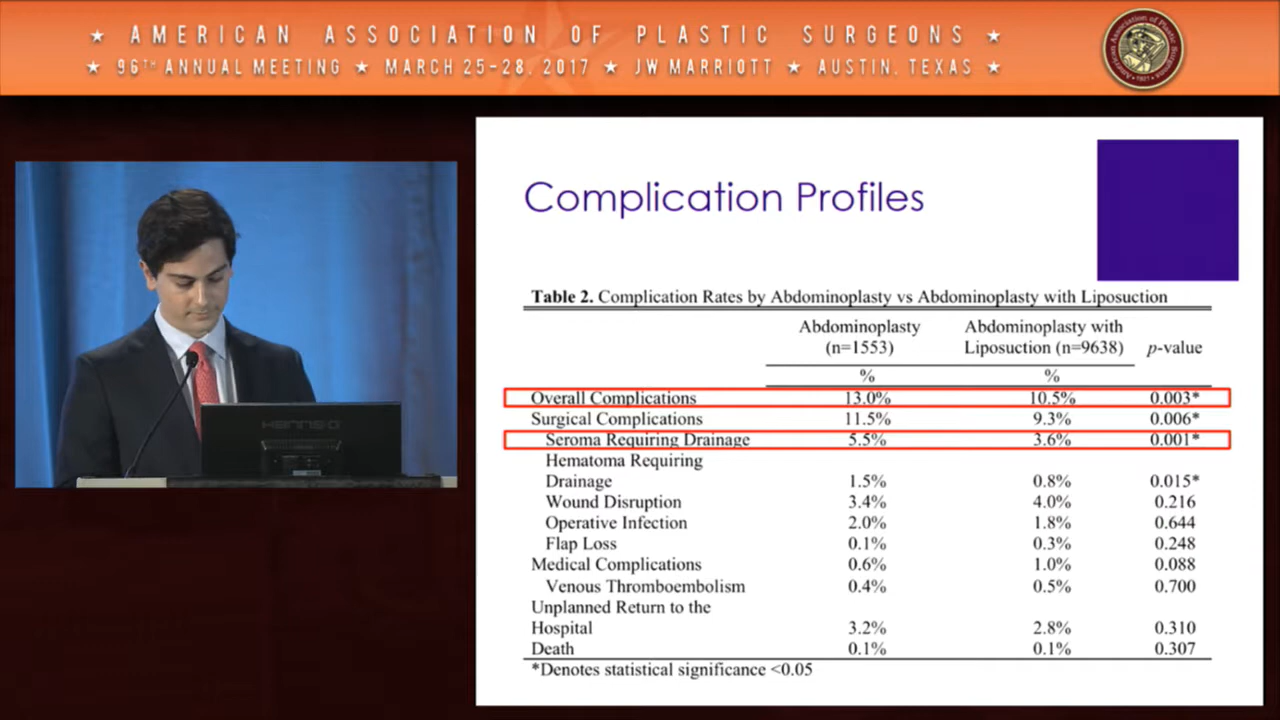 ★ AMERICAN ASSOCIATION OF PLASTIC SURGEONS ★
★ 96TH ANNUAL MEETING ★ MARCH 25-28, 2017 ★ JW MARRIOTT ★ AUSTIN, TEXAS ★
Complication Profiles
Table 2. Complication Rates by Abdominoplasty vs Abdominoplasty with Liposuction
Abdominoplasty (n=1553) Abdominoplasty with Liposuction (n=9638) p-value
% %
Overall Complications 13.0% 10.5% 0.003*
Surgical Complications 11.5% 9.3% 0.006*
Seroma Requiring Drainage 5.5% 3.6% 0.001*
Hematoma Requiring
Drainage 1.5% 0.8% 0.015*
Wound Disruption 3.4% 4.0% 0.216
Operative Infection 2.0% 1.8% 0.644
Flap Loss 0.1% 0.3% 0.248
Medical Complications 0.6% 1.0% 0.088
Venous Thromboembolism 0.4% 0.5% 0.700
Unplanned Return to the
Hospital 3.2% 2.8% 0.310
Death 0.1% 0.1% 0.307
*Denotes statistical significance <0.05